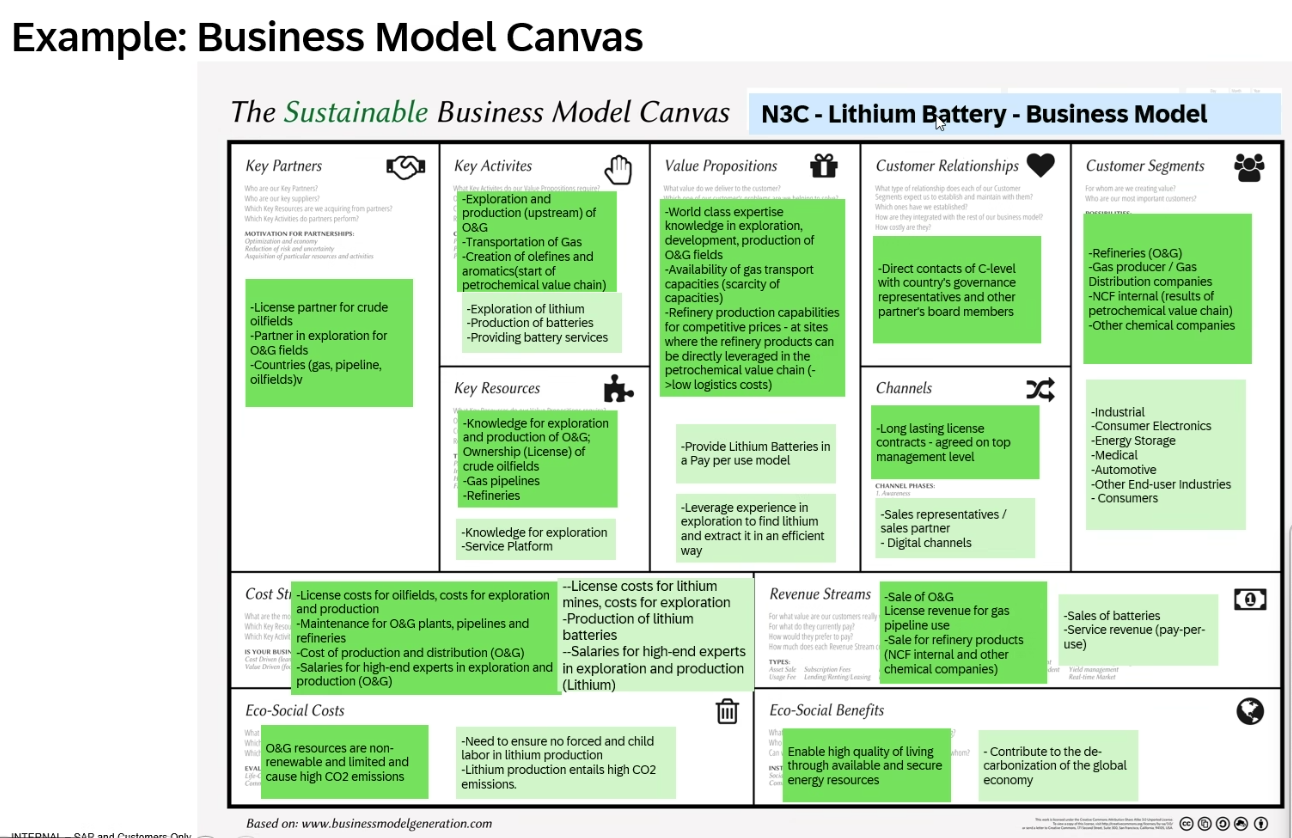 Example: Business Model Canvas
The Sustainable Business Model Canvas
N3C - Lithium Battery - Business Model
Key Partners
Who are our Key Partners?
Who are our key suppliers?
Which Key Resources are we acquiring from partners?
Which Key Activities do partners perform?
MOTIVATION FOR PARTNERSHIPS:
Optimization and economy
Reduction of risk and uncertainty
Acquisition of particular resources and activities
-License partner for crude
oilfields
-Partner in exploration for
O&G fields
-Countries (gas, pipeline,
oilfields)v
Key Activites
What Key Activities do our Value Propositions require?
-Exploration and
production (upstream) of
O&G
-Transportation of Gas
-Creation of olefines and
aromatics(start of
petrochemical value chain)
-Exploration of lithium
-Production of batteries
-Providing battery services
Key Resources
-Knowledge for exploration
and production of O&G;
Ownership (License) of
crude oilfields
-Gas pipelines
-Refineries
-Knowledge for exploration
-Service Platform
Value Propositions
What value do we deliver to the customer?
-World class expertise
knowledge in exploration,
development, production of
O&G fields
-Availability of gas transport
capacities (scarcity of
capacities)
-Refinery production capabilities
for competitive prices - at sites
where the refinery products can
be directly leveraged in the
petrochemical value chain (-
>low logistics costs)
-Provide Lithium Batteries in
a Pay per use model
-Leverage experience in
exploration to find lithium
and extract it in an efficient
way
Customer Relationships
What type of relationship does each of our Customer
Segments expect us to establish and maintain with them?
Which ones have we established?
How are they integrated with the rest of our business model?
How costly are they?
-Direct contacts of C-level
with country's governance
representatives and other
partner's board members
Channels
-Long lasting license
contracts - agreed on top
management level
CHANNEL PHASES:
1. Awareness
-Sales representatives /
sales partner
- Digital channels
Customer Segments
For whom are we creating value?
Who are our most important customers?
-Refineries (O&G)
-Gas producer / Gas
Distribution companies
-NCF internal (results of
petrochemical value chain)
-Other chemical companies
-Industrial
-Consumer Electronics
-Energy Storage
-Medical
-Automotive
-Other End-user Industries
- Consumers
Cost St
What are the mo
Which Key Resou
Which Key Activit
IS YOUR BUSIN
Cost Driven
Value Driven
-License costs for oilfields, costs for exploration
and production
-Maintenance for O&G plants, pipelines and
refineries
-Cost of production and distribution (O&G)
-Salaries for high-end experts in exploration and
production (O&G)
--License costs for lithium
mines, costs for exploration
-Production of lithium
batteries
--Salaries for high-end experts
in exploration and production
(Lithium)
Revenue Streams
For what value are our customers really
For what do they currently pay?
How would they prefer to pay?
How much does each Revenue Stream
TYPES:
Asset Sale Subscription Fees
Usage Fee Lending/Renting/Leasing
Yield management
Real-time Market
-Sale of O&G
License revenue for gas
pipeline use
-Sale for refinery products
(NCF internal and other
chemical companies)
-Sales of batteries
-Service revenue (pay-per-
use)
Eco-Social Costs
O&G resources are non-
renewable and limited and
cause high CO2 emissions
-Need to ensure no forced and child
labor in lithium production
-Lithium production entails high CO2
emissions.
Eco-Social Benefits
Enable high quality of living
through available and secure
energy resources
- Contribute to the de-
carbonization of the global
economy
Based on: www.businessmodelgeneration.com
INTERNAL – SAP and Customers Only